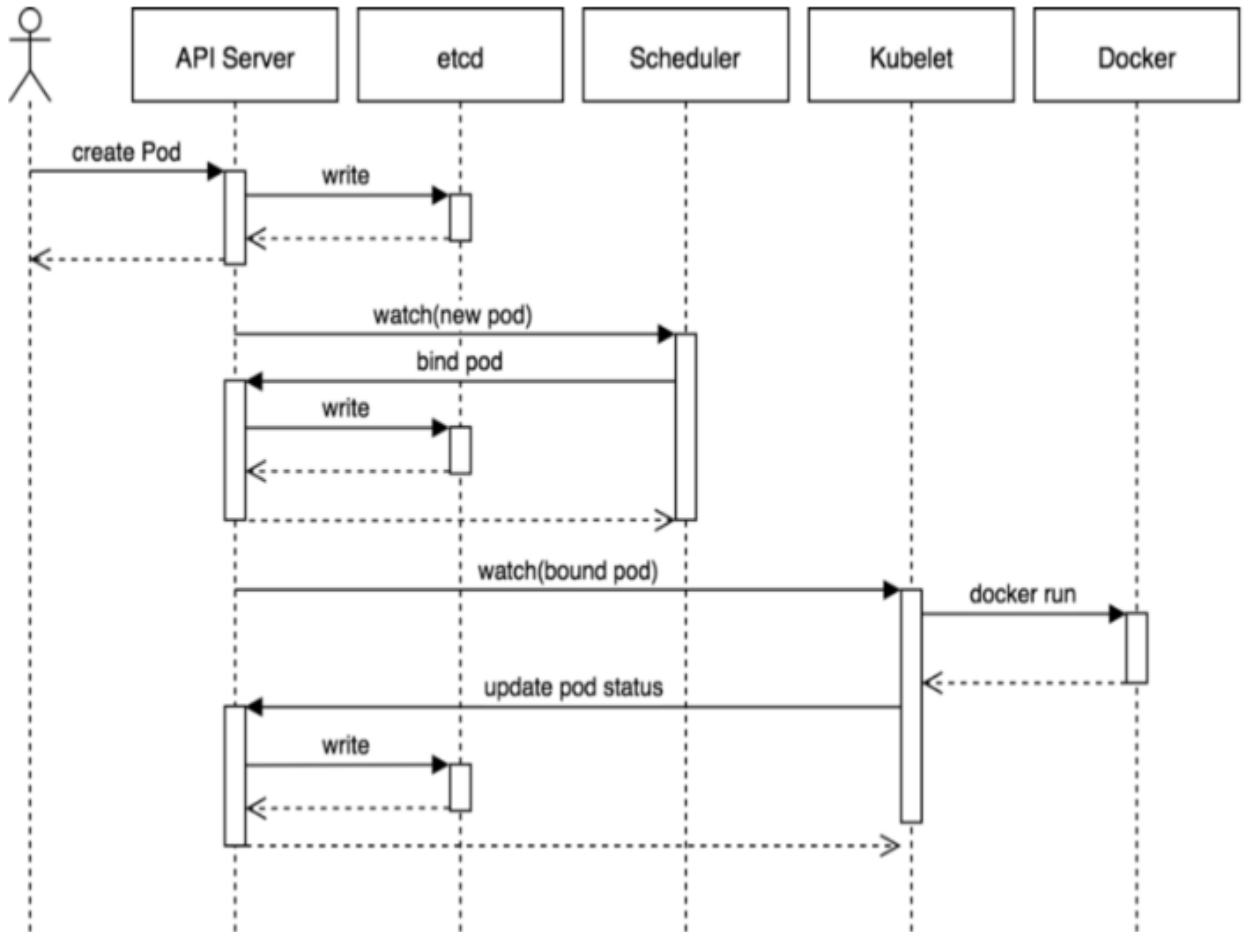 API Server
etcd
Scheduler
Kubelet
Docker
create Pod
write
watch(new pod)
bind pod
write
watch(bound pod)
docker run
update pod status
write